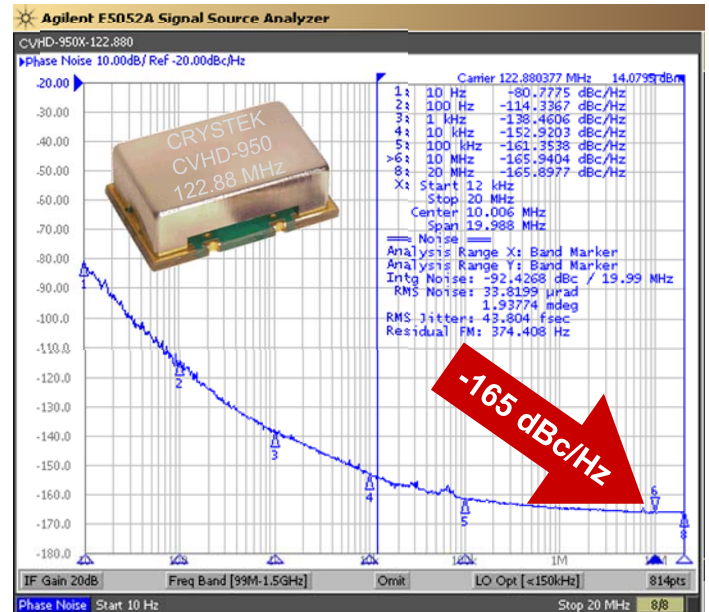 Agilent E5052A Signal Source Analyzer
CVHD-950X-122.880
▶Phase Noise 10.00dB/ Ref -20.00dBc/Hz
Carrier 122.880377 MHz 14.0795 dBm
1: 10 Hz -80.7775 dBc/Hz
2: 100 Hz -114.3367 dBc/Hz
3: 1 kHz -138.4606 dBc/Hz
4: 10 kHz -152.9203 dBc/Hz
5: 100 kHz -161.3538 dBc/Hz
>6: 10 MHz -165.9404 dBc/Hz
8: 20 MHz -165.8977 dBc/Hz
X: Start 12 kHz
Stop 20 MHz
Center 10.006 MHz
Span 19.988 MHz
=== Noise ===
Analysis Range X: Band Marker
Analysis Range Y: Band Marker
Intg Noise: -92.4268 dBc / 19.99 MHz
RMS Noise: 33.8199 µrad
1.93774 mdeg
RMS Jitter: 43.804 fsec
Residual FM: 374.408 Hz
CRYSTEK
CVHD-950
122.88 MHz
-165 dBc/Hz
-20.00
-30.00
-40.00
-50.00
-60.00
-70.00
-80.00
-90.00
-100.0
-110.0
-120.0
-130.0
-140.0
-150.0
-160.0
-170.0
-180.0
1
2
3
4
5
6
8
1M
IF Gain 20dB Freq Band [99M-1.5GHz] Omit LO Opt [<150kHz] 814pts
Phase Noise Start 10 Hz Stop 20 MHz 8/8